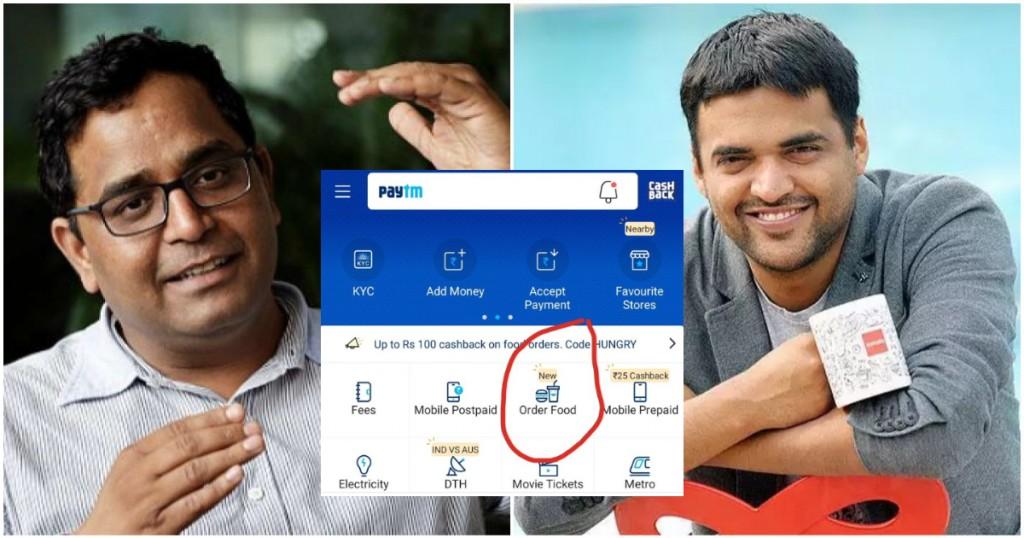 paytm
CASH
BACK
Nearby
KYC
KYC
Add Money
Accept
Payment
Favourite
Stores
Up to Rs 100 cashback on food orders. Code HUNGRY
New
₹25 Cashback
Fees
Mobile Postpaid
Order Food
Mobile Prepaid
IND VS AUS
Electricity
DTH
Movie Tickets
Metro